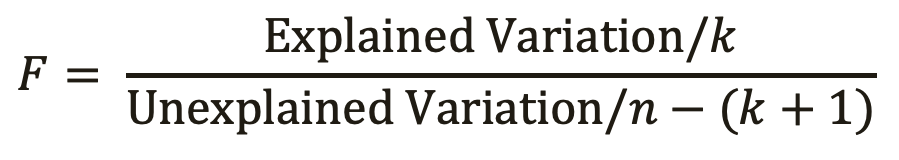 F = Explained Variation/k
Unexplained Variation/n − (k + 1)